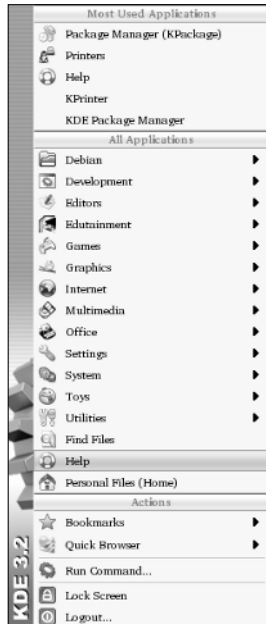 Most Used Applications
Package Manager (KPackage)
Printers
Help
KPrinter
KDE Package Manager
All Applications
Debian
Development
Editors
Edutainment
Games
Graphics
Internet
Multimedia
Office
Settings
System
Toys
Utilities
Find Files
Help
Personal Files (Home)
Actions
Bookmarks
Quick Browser
Run Command...
Lock Screen
Logout...
KDE 3.2